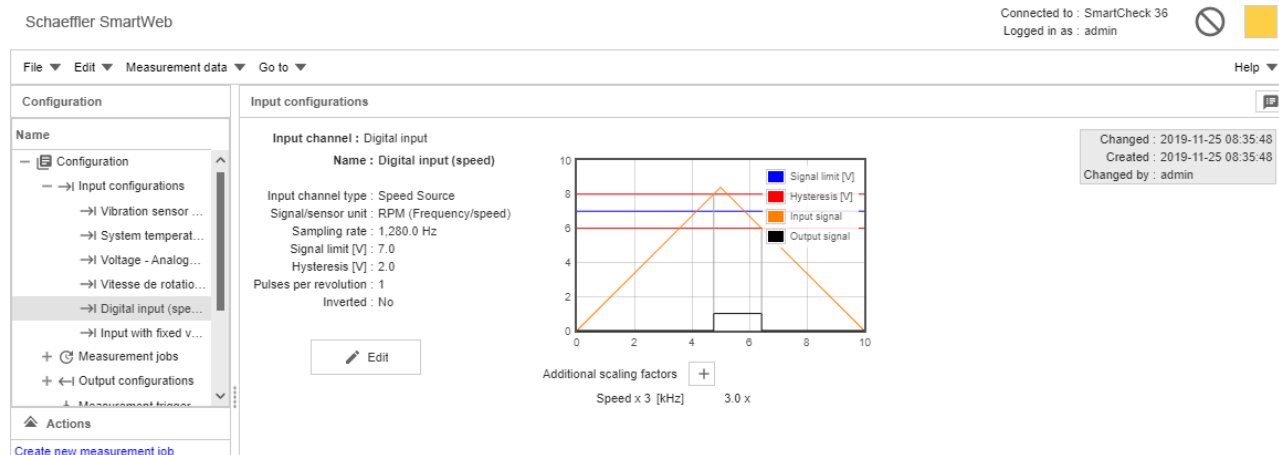 Schaeffler SmartWeb
Connected to : SmartCheck 36
Logged in as : admin
File Edit Measurement data Go to Help
Configuration
Name
Configuration
Input configurations
Vibration sensor ...
System temperat...
Voltage - Analog...
Vitesse de rotatio...
Digital input (spe...
Input with fixed v...
Measurement jobs
Output configurations
Measurement trigger
Actions
Create new measurement job
Input configurations
Input channel : Digital input
Name : Digital input (speed)
Input channel type : Speed Source
Signal/sensor unit : RPM (Frequency/speed)
Sampling rate : 1,280.0 Hz
Signal limit [V] : 7.0
Hysteresis [V] : 2.0
Pulses per revolution : 1
Inverted : No
Edit
10
8
6
4
2
0
0 2 4 6 8 10
Signal limit [V]
Hysteresis [V]
Input signal
Output signal
Additional scaling factors +
Speed x 3 [kHz] 3.0 x
Changed : 2019-11-25 08:35:48
Created : 2019-11-25 08:35:48
Changed by : admin